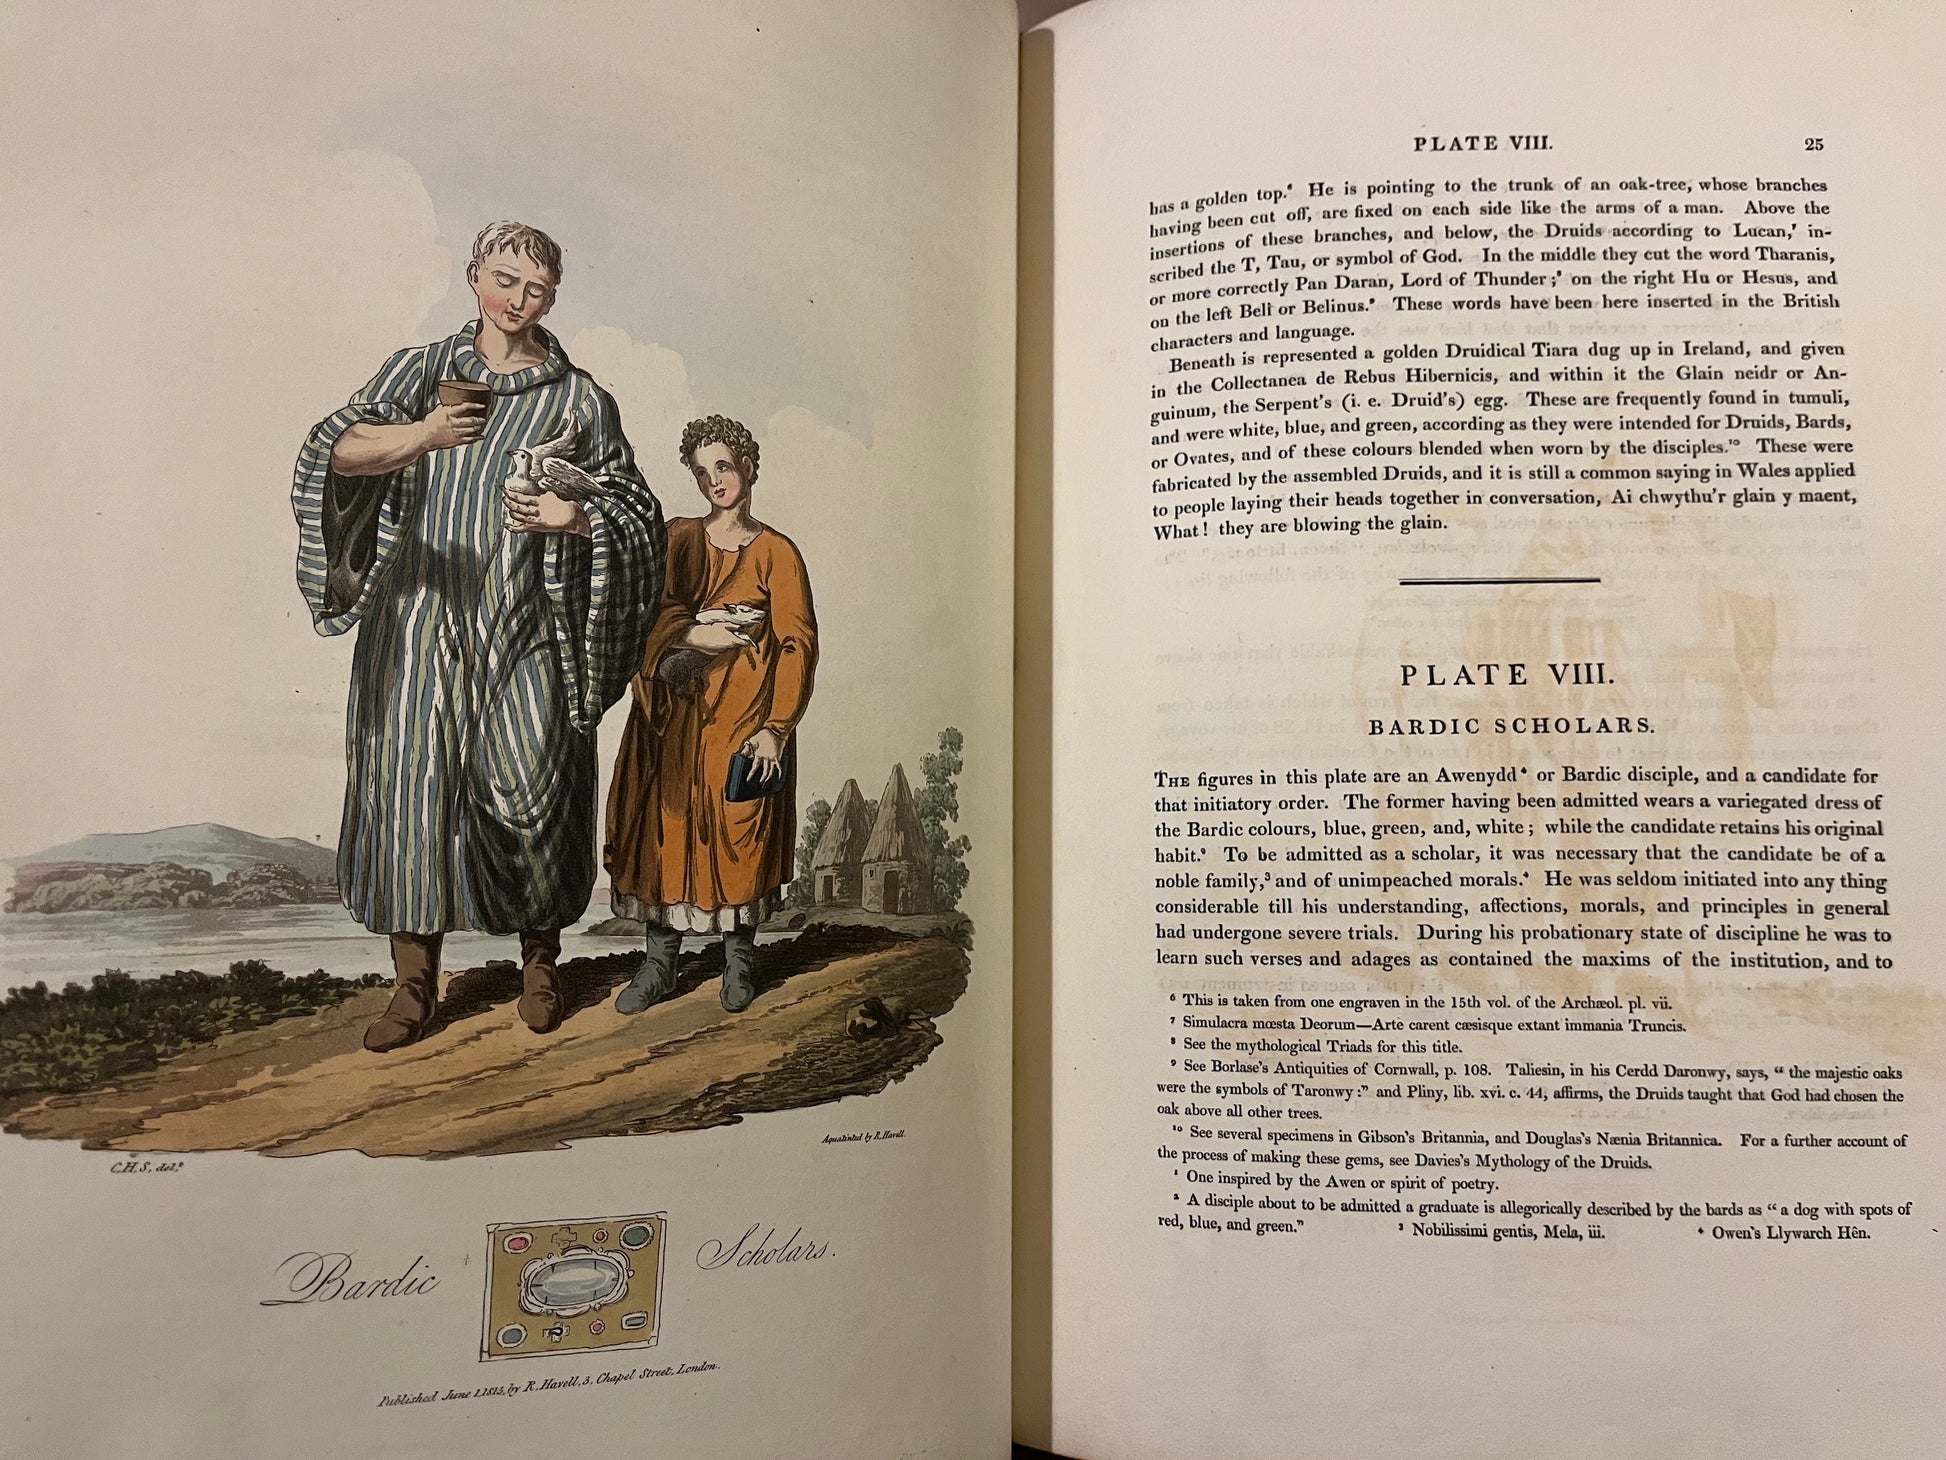 C.H.S. delt.
Aquatinted by R. Havell.
Bardic Scholars.
Published June 1, 1815, by R. Havell, 3, Chapel Street, London.
PLATE VIII. 25
has a golden top.⁶ He is pointing to the trunk of an oak-tree, whose branches
having been cut off, are fixed on each side like the arms of a man. Above the
insertions of these branches, and below, the Druids according to Lucan,⁷ in-
scribed the T, Tau, or symbol of God. In the middle they cut the word Tharanis,
or more correctly Pan Daran, Lord of Thunder;⁸ on the right Hu or Hesus, and
on the left Beli or Belinus.⁹ These words have been here inserted in the British
characters and language.
Beneath is represented a golden Druidical Tiara dug up in Ireland, and given
in the Collectanea de Rebus Hibernicis, and within it the Glain neidr or An-
guinum, the Serpent's (i. e. Druid's) egg. These are frequently found in tumuli,
and were white, blue, and green, according as they were intended for Druids, Bards,
or Ovates, and of these colours blended when worn by the disciples.¹⁰ These were
fabricated by the assembled Druids, and it is still a common saying in Wales applied
to people laying their heads together in conversation, Ai chwythu'r glain y maent,
What! they are blowing the glain.
PLATE VIII.
BARDIC SCHOLARS.
THE figures in this plate are an Awenydd¹ or Bardic disciple, and a candidate for
that initiatory order. The former having been admitted wears a variegated dress of
the Bardic colours, blue, green, and, white; while the candidate retains his original
habit.² To be admitted as a scholar, it was necessary that the candidate be of a
noble family,³ and of unimpeached morals.⁴ He was seldom initiated into any thing
considerable till his understanding, affections, morals, and principles in general
had undergone severe trials. During his probationary state of discipline he was to
learn such verses and adages as contained the maxims of the institution, and to
⁶ This is taken from one engraven in the 15th vol. of the Archæol. pl. vii.
⁷ Simulacra mœsta Deorum—Arte carent cæsisque extant immania Truncis.
⁸ See the mythological Triads for this title.
⁹ See Borlase's Antiquities of Cornwall, p. 108. Taliesin, in his Cerdd Daronwy, says, "the majestic oaks
were the symbols of Taronwy:" and Pliny, lib. xvi. c. 44, affirms, the Druids taught that God had chosen the
oak above all other trees.
¹⁰ See several specimens in Gibson's Britannia, and Douglas's Nænia Britannica. For a further account of
the process of making these gems, see Davies's Mythology of the Druids.
¹ One inspired by the Awen or spirit of poetry.
² A disciple about to be admitted a graduate is allegorically described by the bards as "a dog with spots of
red, blue, and green." ³ Nobilissimi gentis, Mela, iii. ⁴ Owen's Llywarch Hên.